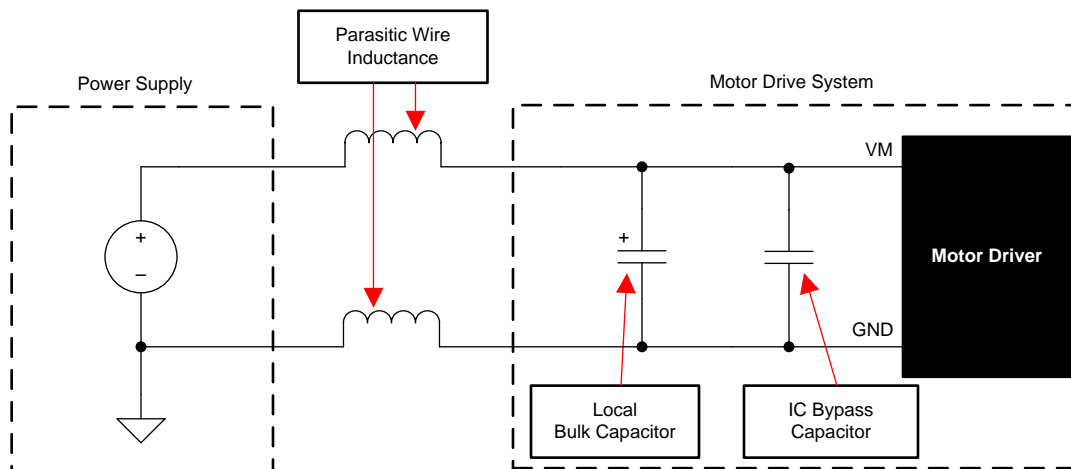 Parasitic Wire
Inductance
Power Supply
Motor Drive System
VM
+
+
–
Motor Driver
GND
Local
Bulk Capacitor
IC Bypass
Capacitor